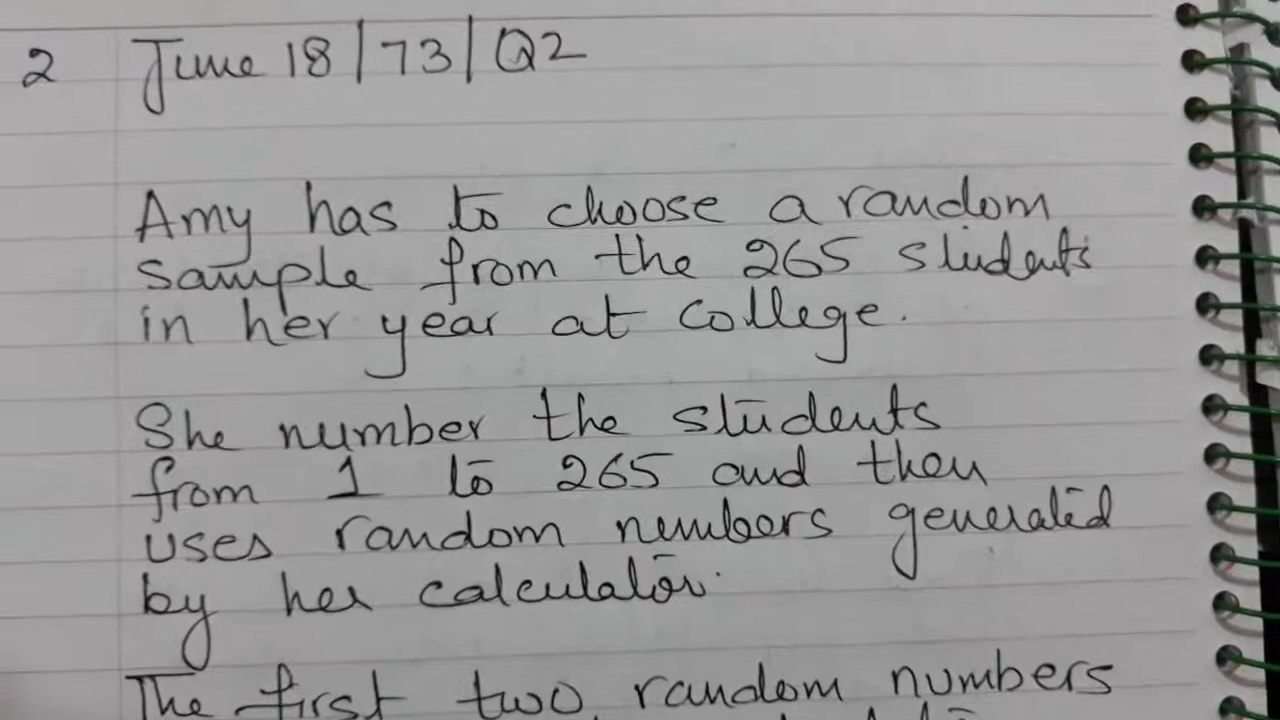 2 June 18/73/Q2
Amy has to choose a random
sample from the 265 students
in her year at college.
She number the students
from 1 to 265 and then
uses random numbers generated
by her calculator.
The first two random numbers